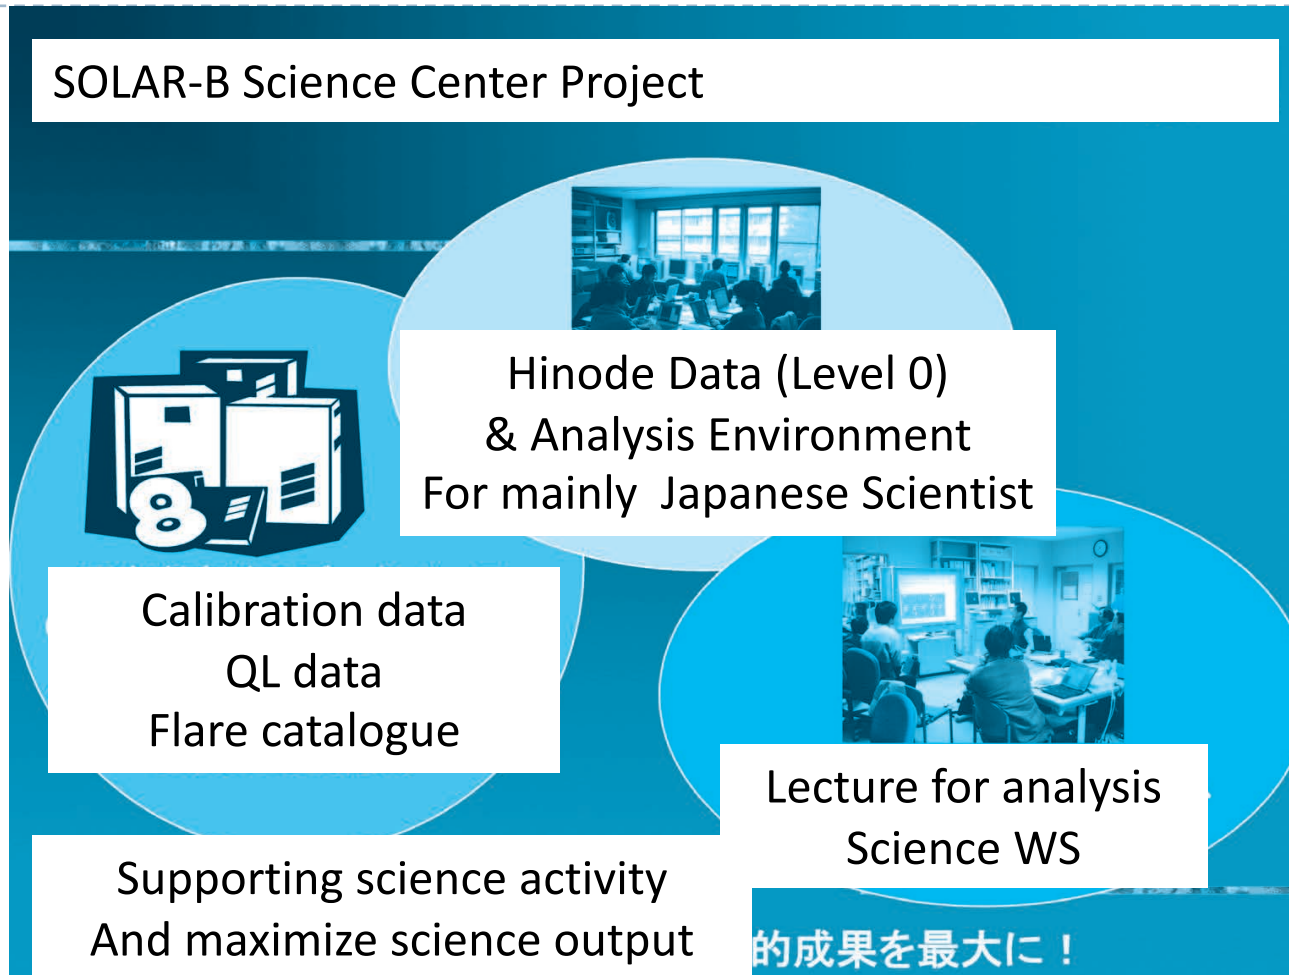 SOLAR-B Science Center Project
Hinode Data (Level 0)
& Analysis Environment
For mainly  Japanese Scientist
Calibration data
QL data
Flare catalogue
Lecture for analysis
Science WS
Supporting science activity
And maximize science output
的成果を最大に！